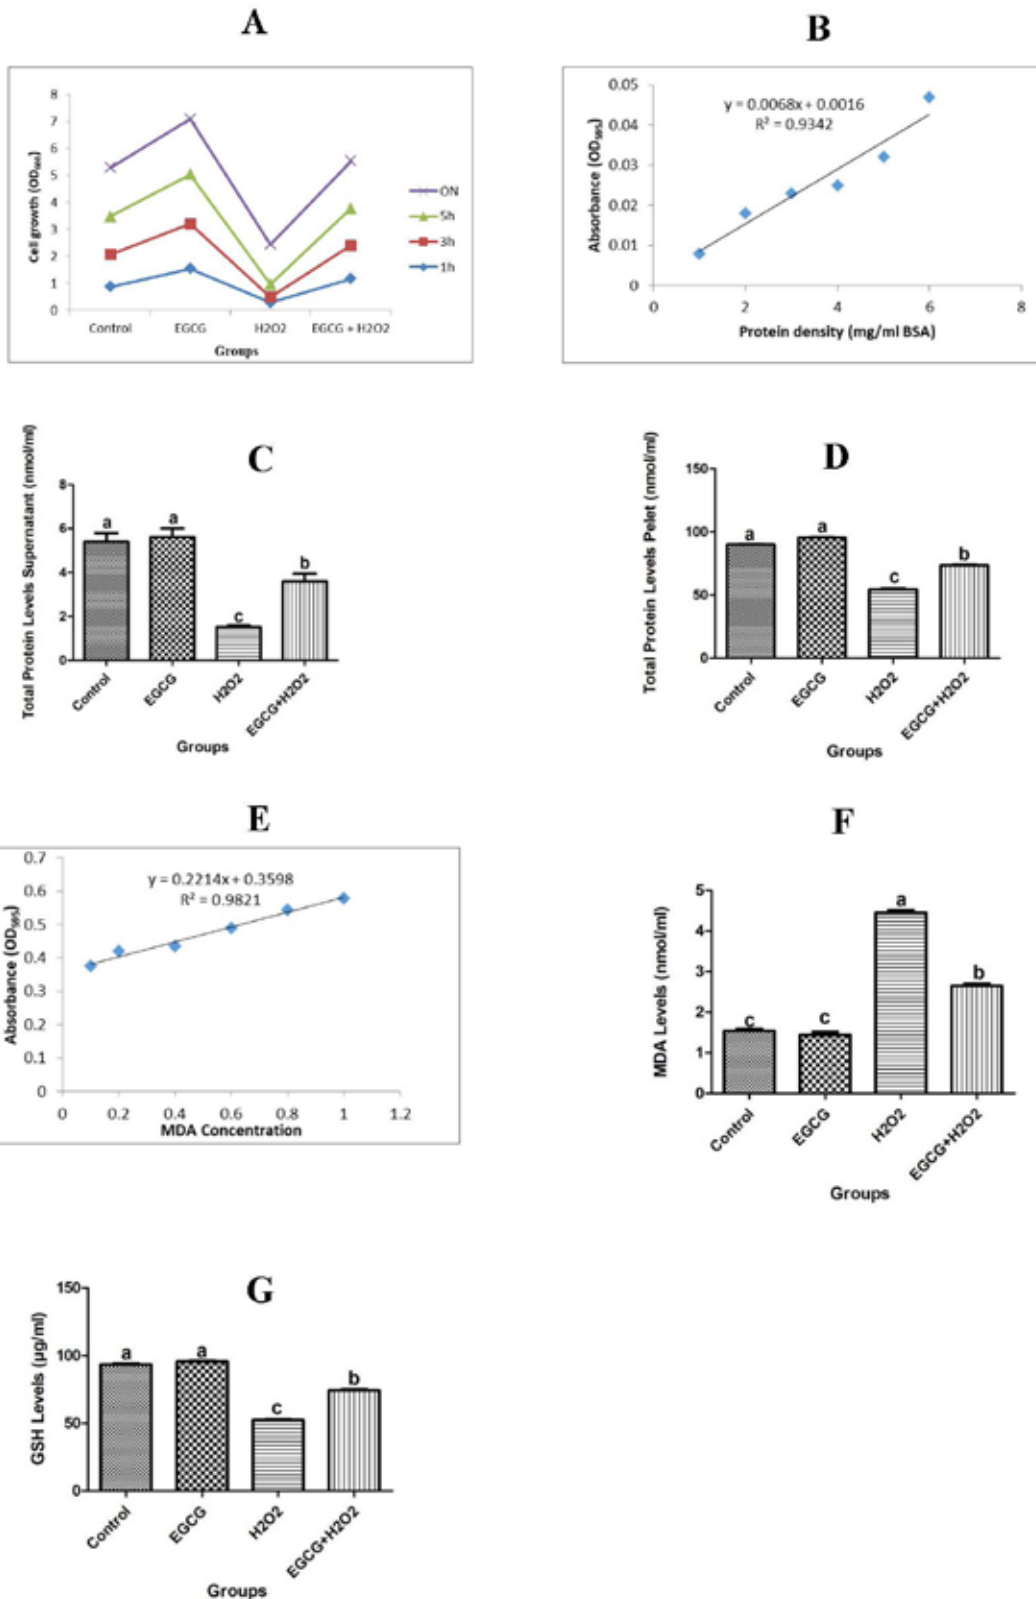 A
8
7
6
5
4
3
2
1
0
Cell growth (OD₆₀₀)
Control EGCG H2O2 EGCG + H2O2
Groups
ON
5h
3h
1h
B
0.05
0.04
0.03
0.02
0.01
0
Absorbance (OD₅₉₅)
y = 0.0068x + 0.0016
R² = 0.9342
0 2 4 6 8
Protein density (mg/ml BSA)
C
Total Protein Levels Supernatant (nmol/ml)
8
6
4
2
0
a a c b
Control EGCG H2O2 EGCG+H2O2
Groups
D
Total Protein Levels Pelet (nmol/ml)
150
100
50
0
a a c b
Control EGCG H2O2 EGCG+H2O2
Groups
E
0.7
0.6
0.5
0.4
0.3
0.2
0.1
0
Absorbance (OD₅₉₅)
y = 0.2214x + 0.3598
R² = 0.9821
0 0.2 0.4 0.6 0.8 1 1.2
MDA Concentration
F
MDA Levels (nmol/ml)
5
4
3
2
1
0
c c a b
Control EGCG H2O2 EGCG+H2O2
Groups
G
GSH Levels (µg/ml)
150
100
50
0
a a c b
Control EGCG H2O2 EGCG+H2O2
Groups